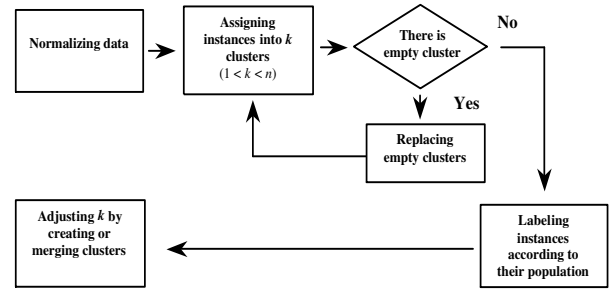 Normalizing data
Assigning
instances into k
clusters
(1 < k < n)
There is
empty cluster
No
Yes
Replacing
empty clusters
Labeling
instances
according to
their population
Adjusting k by
creating or
merging clusters